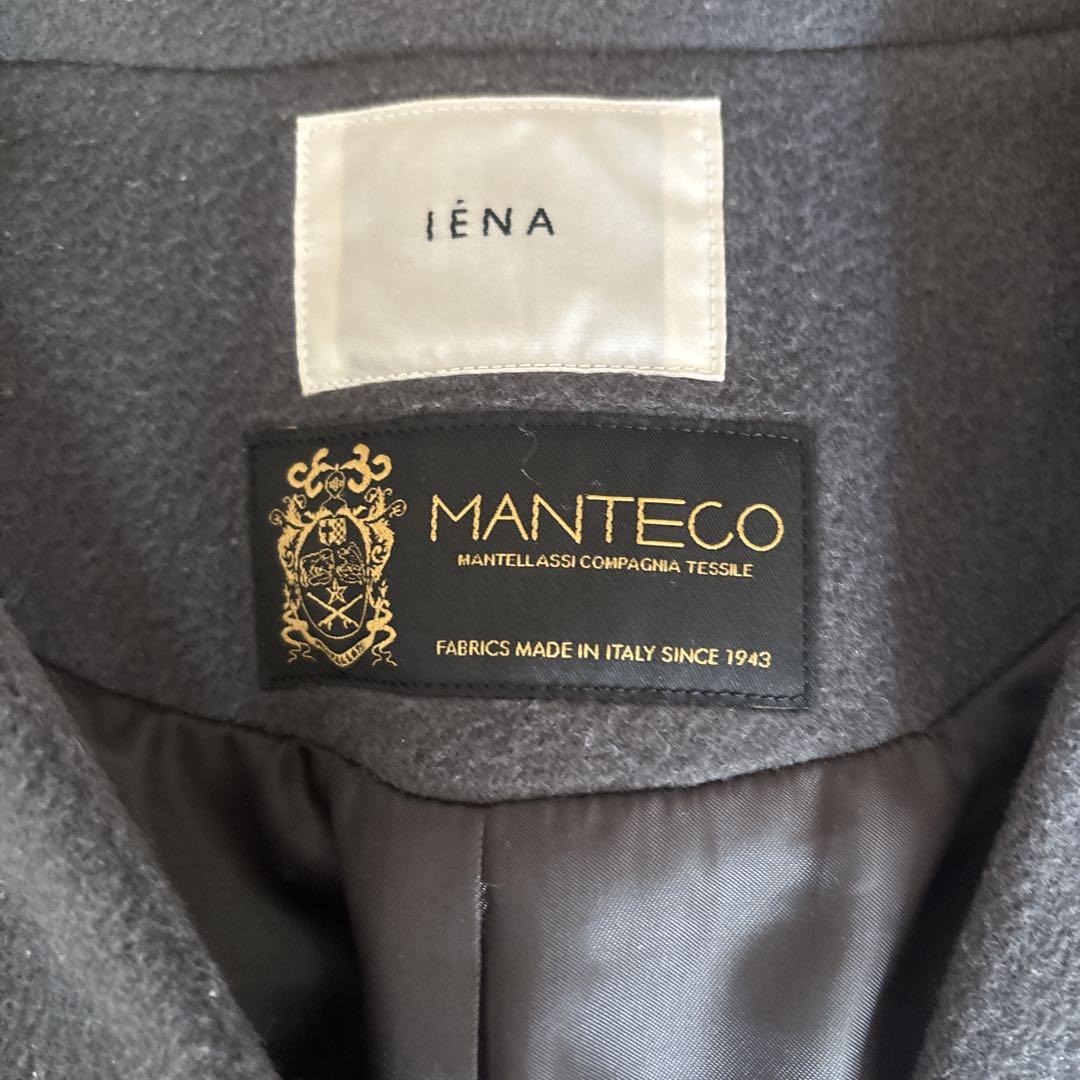 IÉNA
MANTECO
MANTELLASSI COMPAGNIA TESSILE
FABRICS MADE IN ITALY SINCE 1943